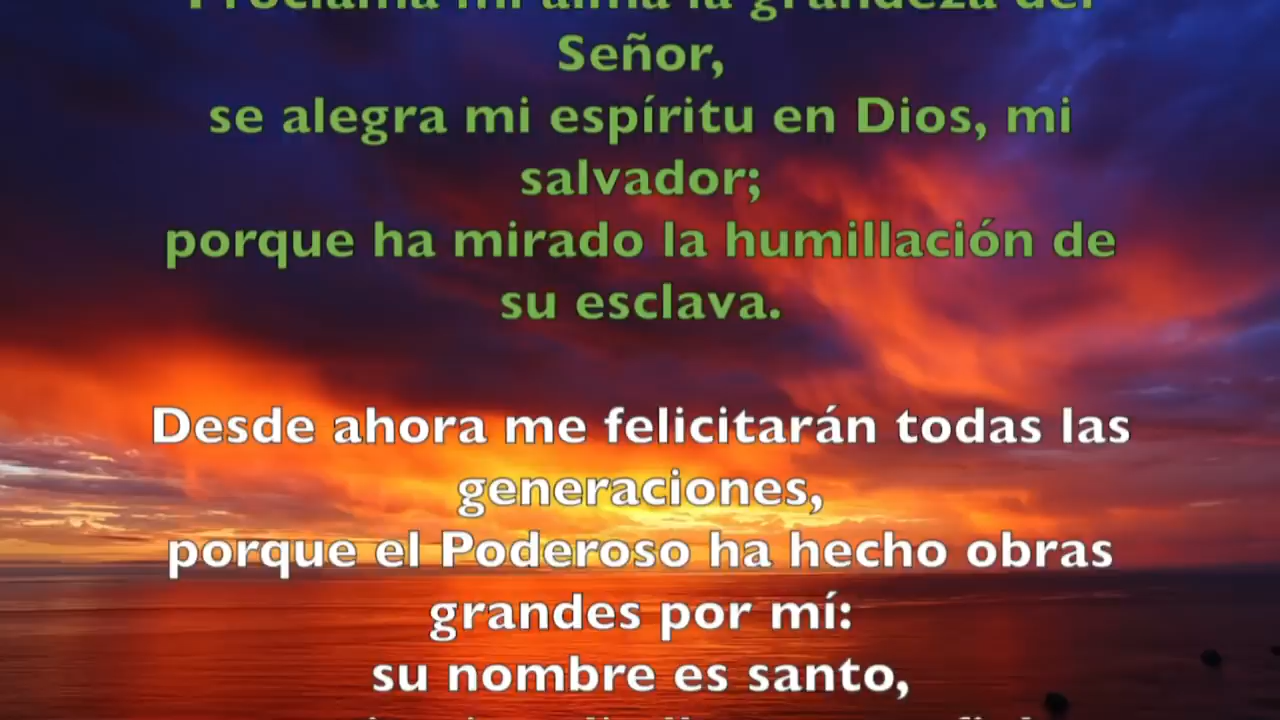 Proclama mi alma la grandeza del
Señor,
se alegra mi espíritu en Dios, mi
salvador;
porque ha mirado la humillación de
su esclava.
Desde ahora me felicitarán todas las
generaciones,
porque el Poderoso ha hecho obras
grandes por mí:
su nombre es santo,